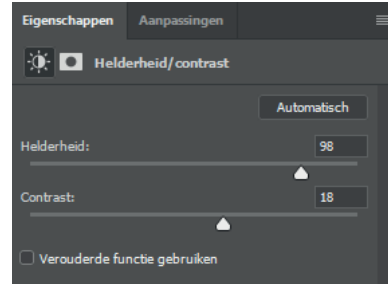 Eigenschappen Aanpassingen
Helderheid/contrast
Automatisch
Helderheid: 98
Contrast: 18
Verouderde functie gebruiken